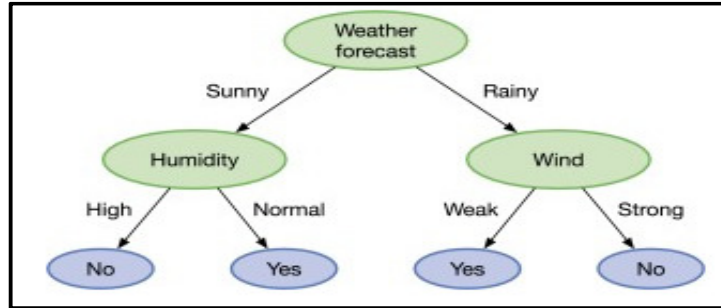 Weather
forecast
Sunny
Rainy
Humidity
Wind
High
Normal
Weak
Strong
No
Yes
Yes
No